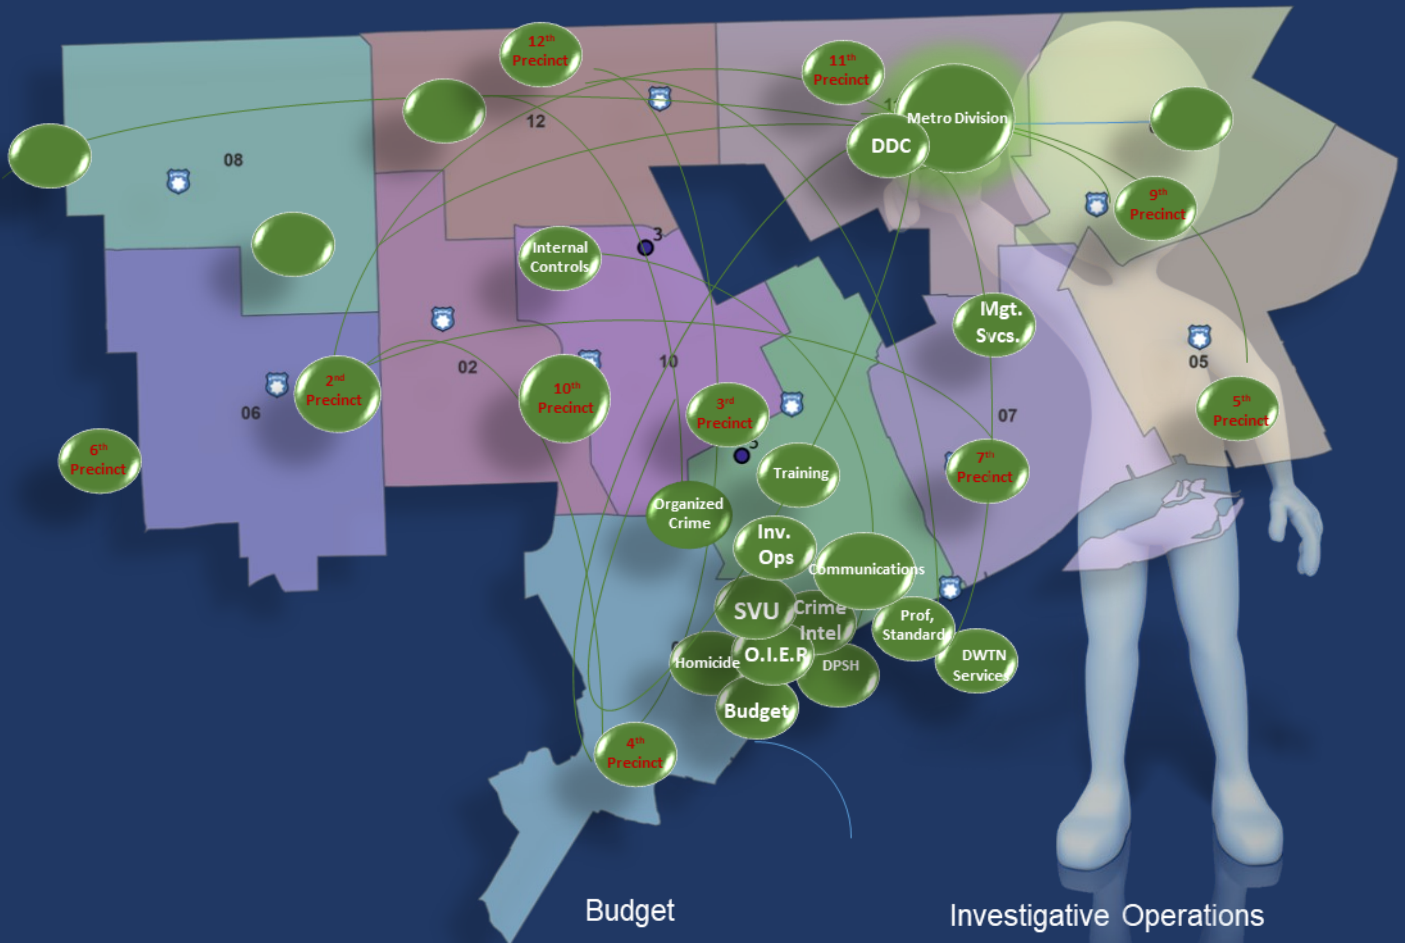 12th
Precinct
11th
Precinct
Metro Division
DDC
12
08
9th
Precinct
Internal
Controls
3
Mgt.
Svcs.
02
10
05
07
06
2nd
Precinct
10th
Precinct
3rd
Precinct
5th
Precinct
6th
Precinct
7th
Precinct
Training
Organized
Crime
Inv.
Ops
Communications
SVU
Crime
Intel
Prof,
Standard
Homicide
O.I.E.R
DPSH
DWTN
Services
Budget
4th
Precinct
Budget
Investigative Operations